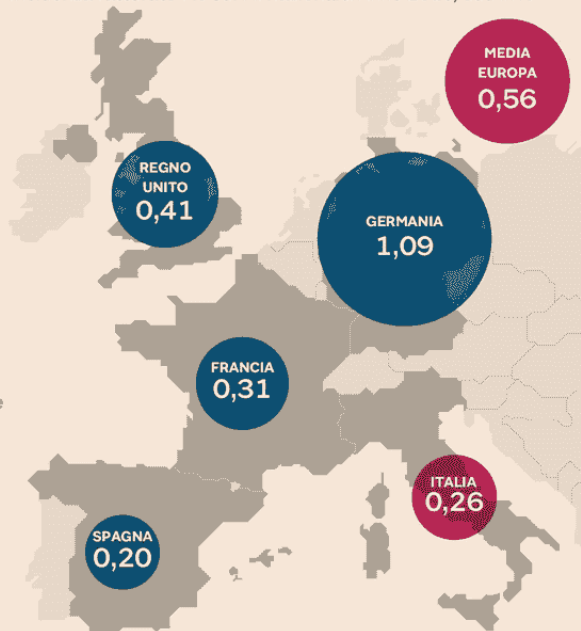 MEDIA
EUROPA
0,56
REGNO
UNITO
0,41
GERMANIA
1,09
FRANCIA
0,31
ITALIA
0,26
SPAGNA
0,20